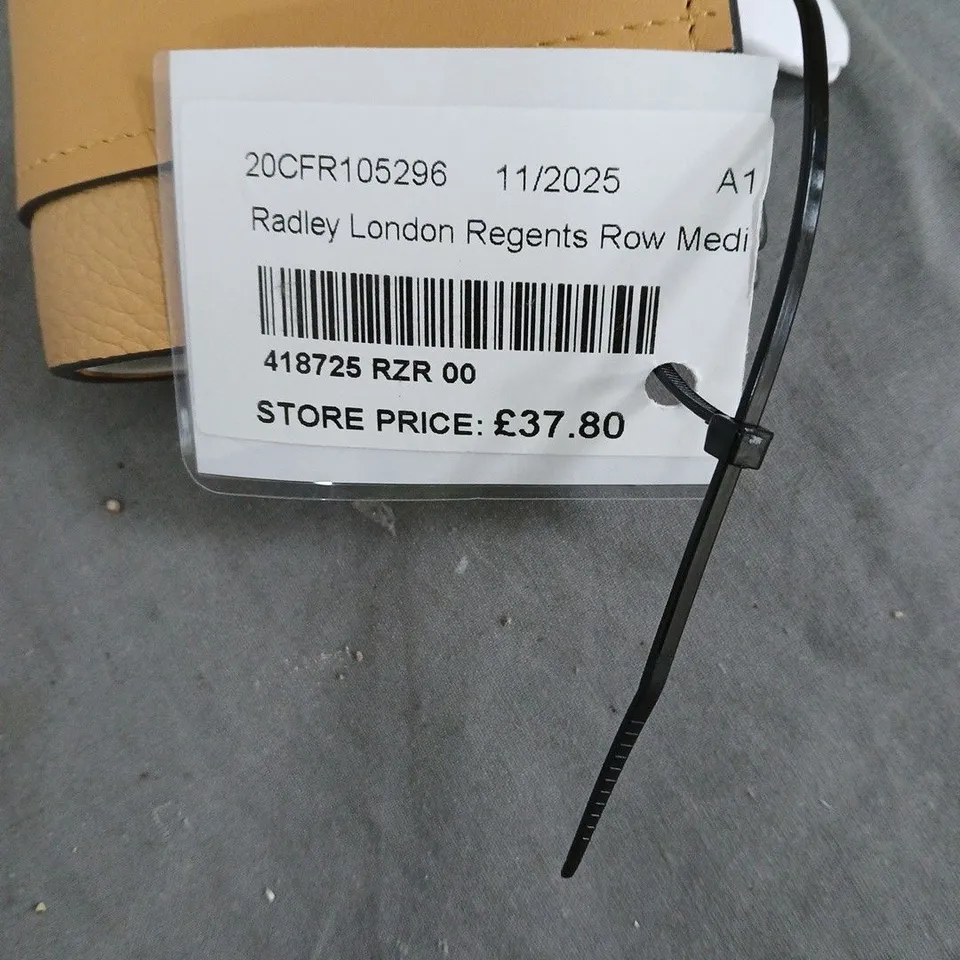 20CFR105296 11/2025 A1
Radley London Regents Row Medi
418725 RZR 00
STORE PRICE: £37.80